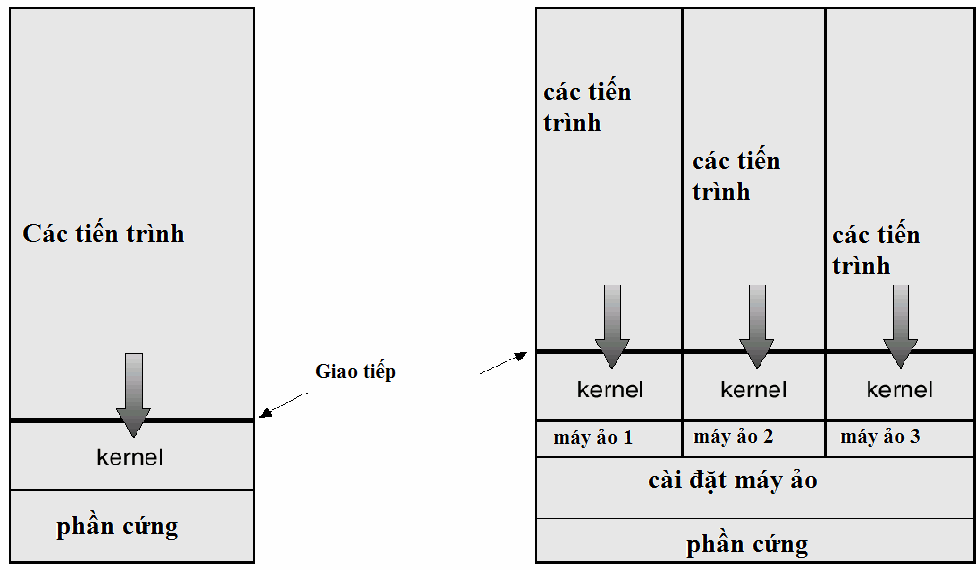 Các tiến trình
kernel
phần cứng
Giao tiếp
các tiến
trình
các tiến
trình
các tiến
trình
kernel
kernel
kernel
máy ảo 1
máy ảo 2
máy ảo 3
cài đặt máy ảo
phần cứng